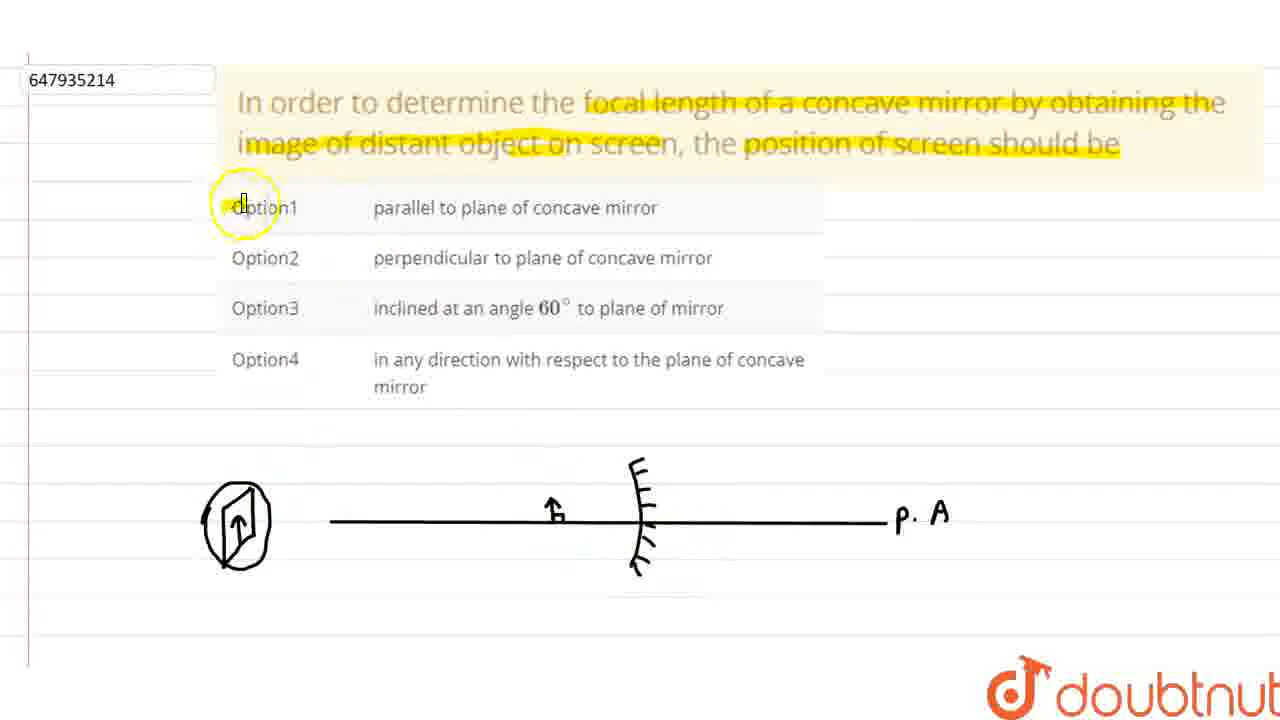 647935214
In order to determine the focal length of a concave mirror by obtaining the
image of distant object on screen, the position of screen should be
Option1 parallel to plane of concave mirror
Option2 perpendicular to plane of concave mirror
Option3 inclined at an angle 60° to plane of mirror
Option4 in any direction with respect to the plane of concave
mirror
P. A
doubtnut